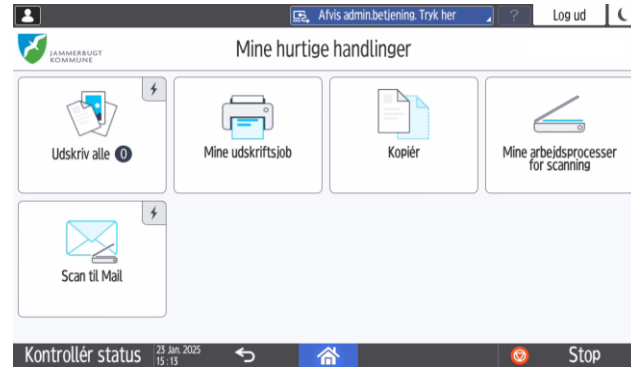 Afvis admin.betjening. Tryk her
?
Log ud
JAMMERBUGT
KOMMUNE
Mine hurtige handlinger
Udskriv alle 0
Mine udskriftsjob
Kopiér
Mine arbejdsprocesser
for scanning
Scan til Mail
Kontrollér status
23 Jan. 2025
15:13
Stop